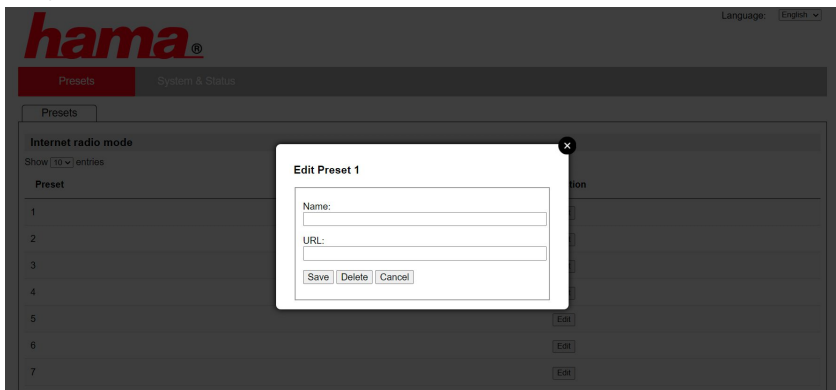 Language: English
hama®
Presets System & Status
Presets
Internet radio mode
Show 10 entries
Preset
Edit Preset 1
Name:
URL:
Save Delete Cancel
1
2
3
4
5 Edit
6 Edit
7 Edit